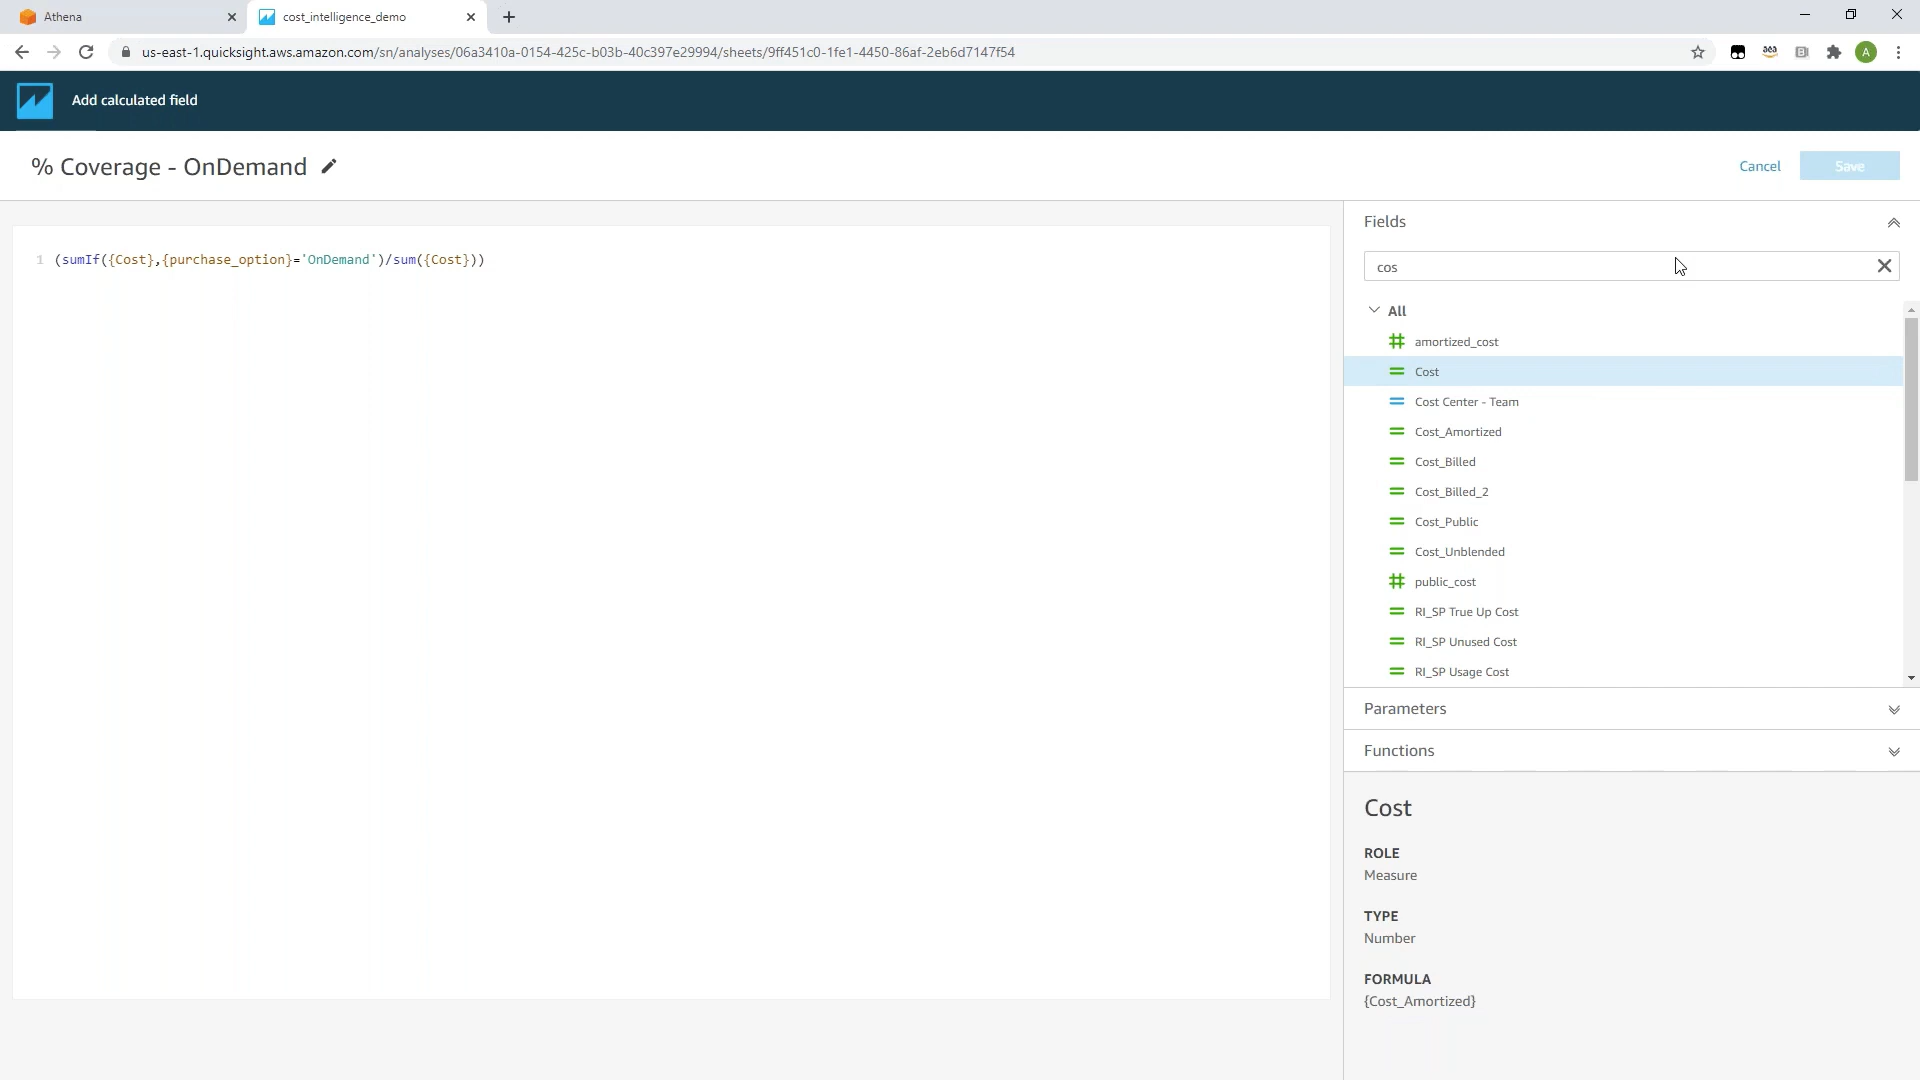 Athena
cost_intelligence_demo
us-east-1.quicksight.aws.amazon.com/sn/analyses/06a3410a-0154-425c-b03b-40c397e29994/sheets/9ff451c0-1fe1-4450-86af-2eb6d7147f54
A
Add calculated field
% Coverage - OnDemand
Cancel
Save
1 (sumIf({Cost},{purchase_option}='OnDemand')/sum({Cost}))
Fields
cos
All
amortized_cost
Cost
Cost Center - Team
Cost_Amortized
Cost_Billed
Cost_Billed_2
Cost_Public
Cost_Unblended
public_cost
RI_SP True Up Cost
RI_SP Unused Cost
RI_SP Usage Cost
Parameters
Functions
Cost
ROLE
Measure
TYPE
Number
FORMULA
{Cost_Amortized}